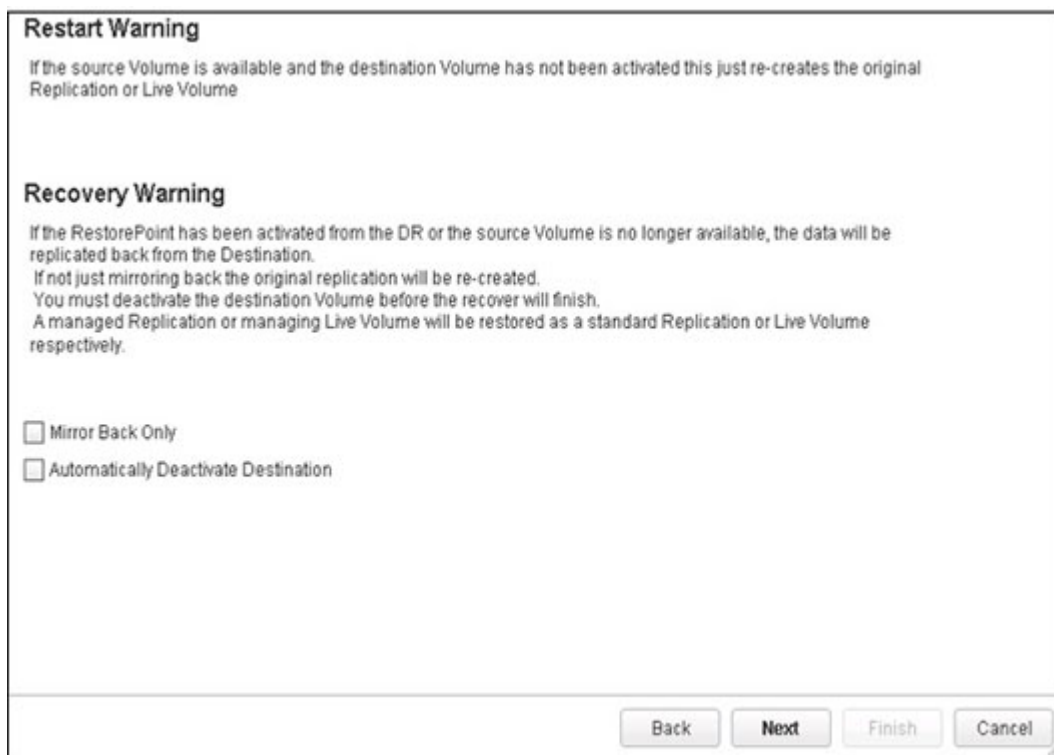 Restart Warning
If the source Volume is available and the destination Volume has not been activated this just re-creates the original
Replication or Live Volume
Recovery Warning
If the RestorePoint has been activated from the DR or the source Volume is no longer available, the data will be
replicated back from the Destination.
If not just mirroring back the original replication will be re-created.
You must deactivate the destination Volume before the recover will finish.
A managed Replication or managing Live Volume will be restored as a standard Replication or Live Volume
respectively.
Mirror Back Only
Automatically Deactivate Destination
Back Next Finish Cancel